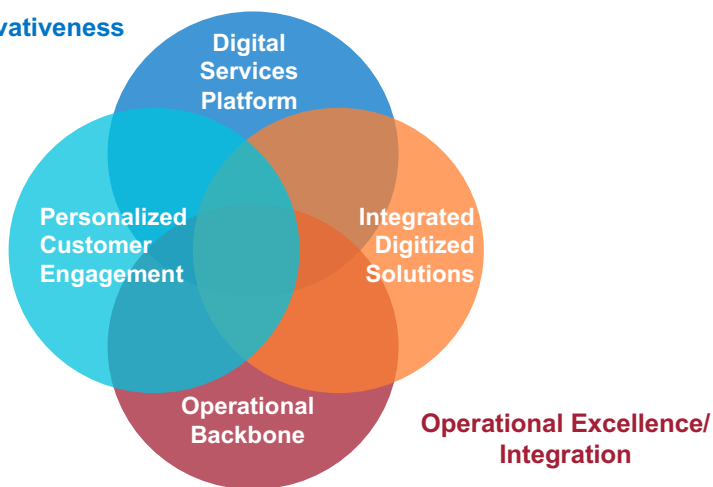 vativeness
Digital
Services
Platform
Personalized
Customer
Engagement
Integrated
Digitized
Solutions
Operational
Backbone
Operational Excellence/
Integration